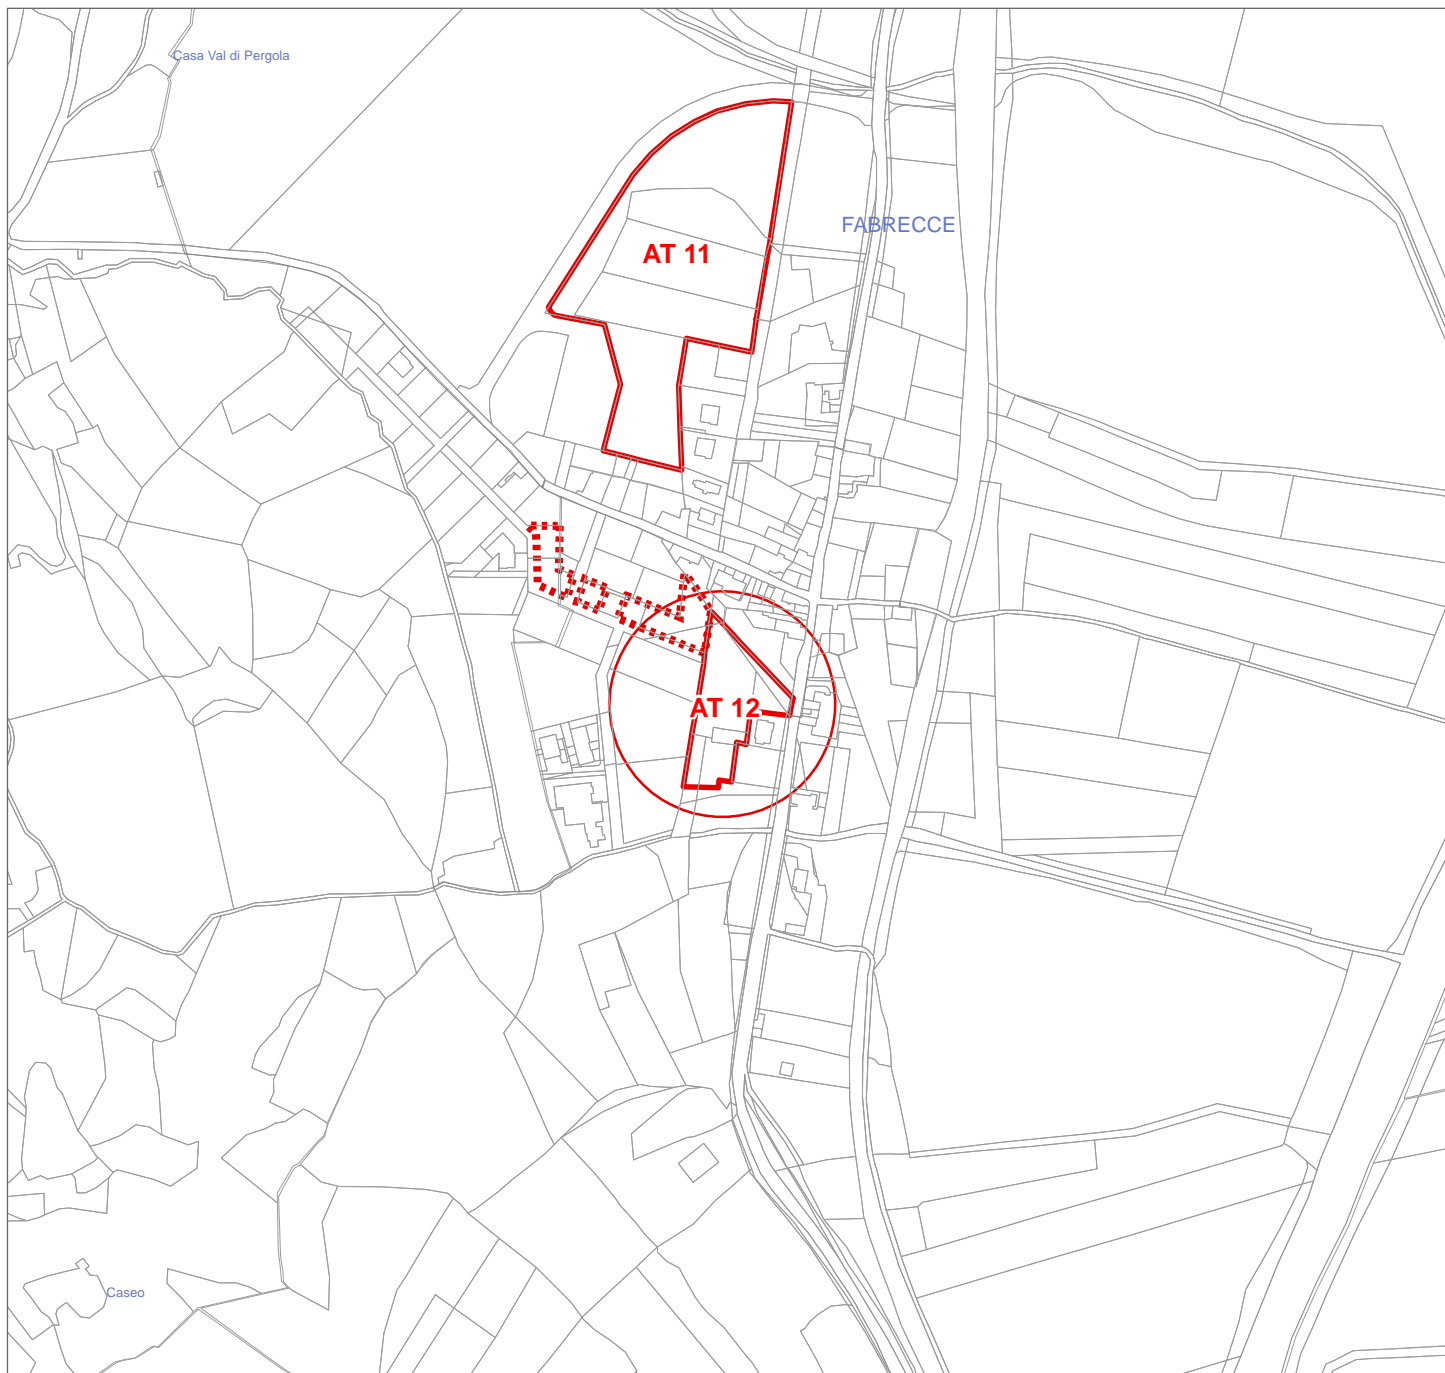 Casa Val di Pergola
FABRECCE
AT 11
AT 12
Caseo